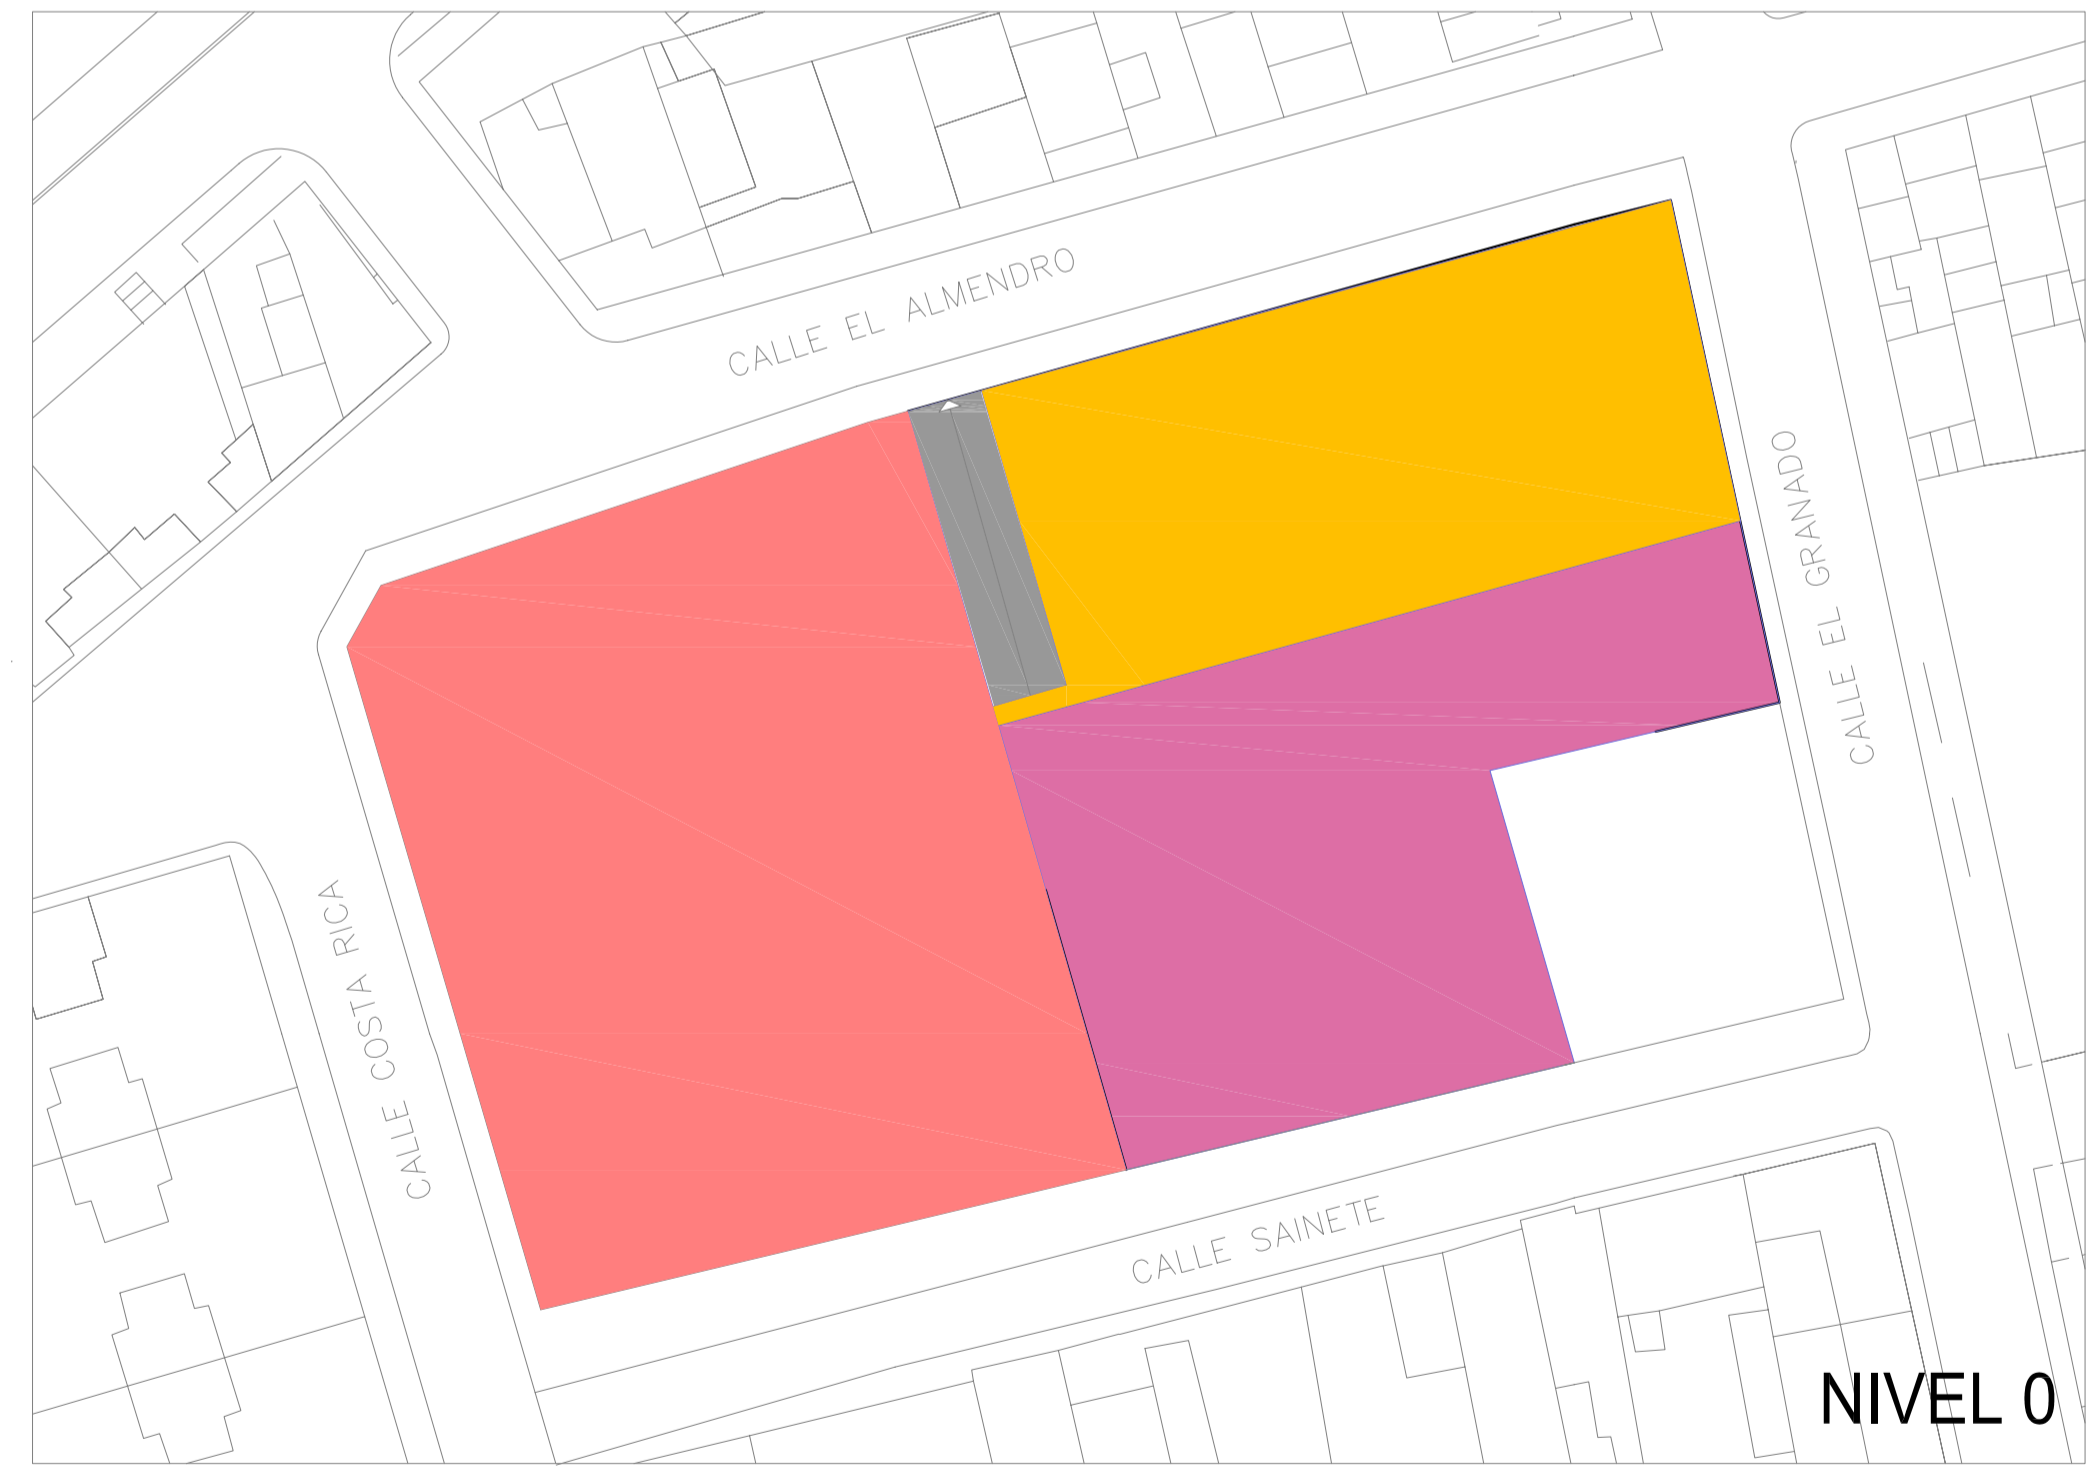 CALLE EL ALMENDRO
CALLE EL GRANADO
CALLE COSTA RICA
CALLE SAINETE
NIVEL 0